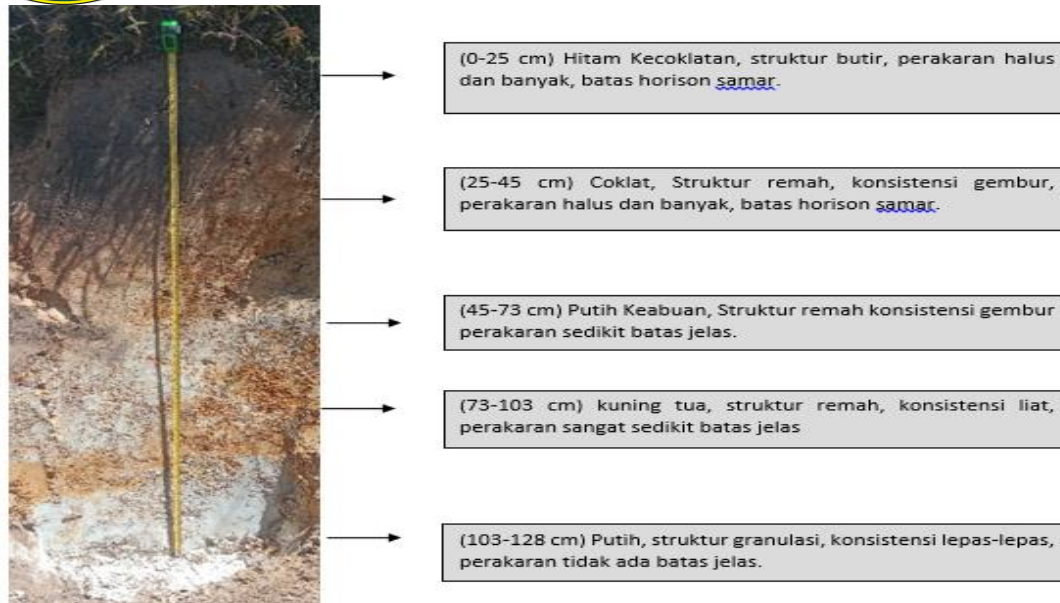 (0-25 cm) Hitam Kecoklatan, struktur butir, perakaran halus
dan banyak, batas horison samar.
(25-45 cm) Coklat, Struktur remah, konsistensi gembur,
perakaran halus dan banyak, batas horison samar.
(45-73 cm) Putih Keabuan, Struktur remah konsistensi gembur
perakaran sedikit batas jelas.
(73-103 cm) kuning tua, struktur remah, konsistensi liat,
perakaran sangat sedikit batas jelas
(103-128 cm) Putih, struktur granulasi, konsistensi lepas-lepas,
perakaran tidak ada batas jelas.